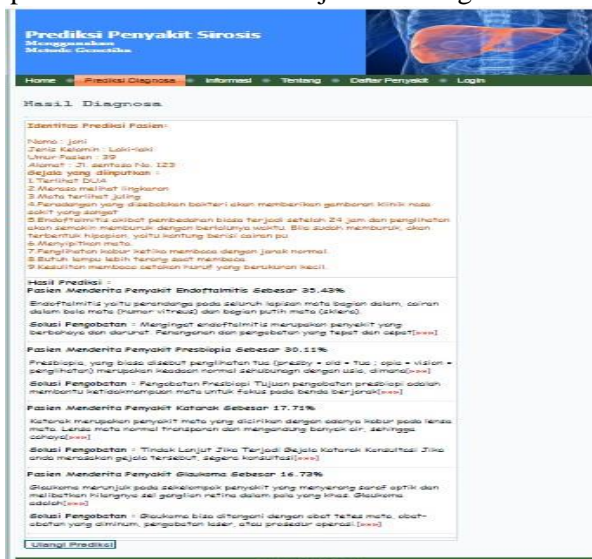 Prediksi Penyakit Sirosis
Menggunakan
Metode Genetika
Home Prediksi Diagnosa Informasi Tentang Daftar Penyakit Login
Hasil Diagnosa
Identitas Prediksi Pasien:
Nama : joni
Jenis Kelamin : Laki-laki
Umur Pasien : 39
Alamat : Jl. sentosa No. 123
Gejala yang diinputkan :
1.Terlihat DUA
2.Merasa melihat lingkaran
3.Mata terlihat juling
4.Peradangan yang disebabkan bakteri akan memberikan gambaran klinik rasa
sakit yang sangat
5.Endoftalmitis akibat pembedahan biasa terjadi setelah 24 jam dan penglihatan
akan semakin memburuk dengan berlalunya waktu. Bila sudah memburuk, akan
terbentuk hipopion, yaitu kantung berisi cairan pu
6.Menyipitkan mata.
7.Penglihatan kabur ketika membaca dengan jarak normal.
8.Butuh lampu lebih terang saat membaca.
9.Kesulitan membaca cetakan huruf yang berukuran kecil.
Hasil Prediksi :
Pasien Menderita Penyakit Endoftalmitis Sebesar 35.43%
Endoftalmitis yaitu peradangan pada seluruh lapisan mata bagian dalam, cairan
dalam bola mata (humor vitreus) dan bagian putih mata (sklera).
Solusi Pengobatan : Mengingat endoftalmitis merupakan penyakit yang
berbahaya dan darurat. Penanganan dan pengobatan yang tepat dan cepat[»»»]
Pasien Menderita Penyakit Presbiopia Sebesar 30.11%
Presbiopia, yang biasa disebut penglihatan tua (presby = old = tua ; opia = vision =
penglihatan) merupakan keadaan normal sehubungn dengan usia, dimana[»»»]
Solusi Pengobatan : Pengobatan Presbiopi Tujuan pengobatan presbiopi adalah
membantu ketidakmampuan mata untuk fokus pada benda berjarak[»»»]
Pasien Menderita Penyakit Katarak Sebesar 17.71%
Katarak merupakan penyakit mata yang dicirikan dengan adanya kabur pada lensa
mata. Lensa mata normal transparan dan mengandung banyak air, sehingga
cahaya[»»»]
Solusi Pengobatan : Tindak Lanjut Jika Terjadi Gejala Katarak Konsultasi Jika
anda merasakan gejala tersebut, segera konsultasi[»»»]
Pasien Menderita Penyakit Glaukoma Sebesar 16.73%
Glaukoma merunjuk pada sekelompok penyakit yang menyerang saraf optik dan
melibatkan hilangnya sel ganglion retina dalam pola yang khas. Glaukoma
adalah[»»»]
Solusi Pengobatan : Glaukoma bisa ditangani dengan obat tetes mata, obat-
obatan yang diminum, pengobatan laser, atau prosedur operasi.[»»»]
Ulangi Prediksi